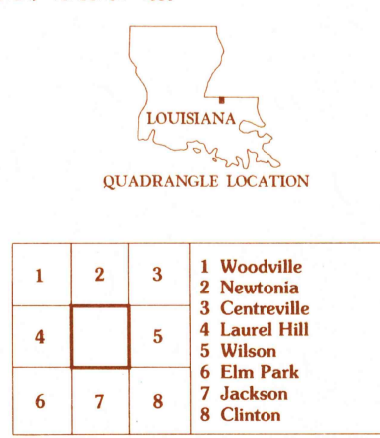 LOUISIANA
QUADRANGLE LOCATION
1 2 3
4 5
6 7 8
1 Woodville
2 Newtonia
3 Centreville
4 Laurel Hill
5 Wilson
6 Elm Park
7 Jackson
8 Clinton